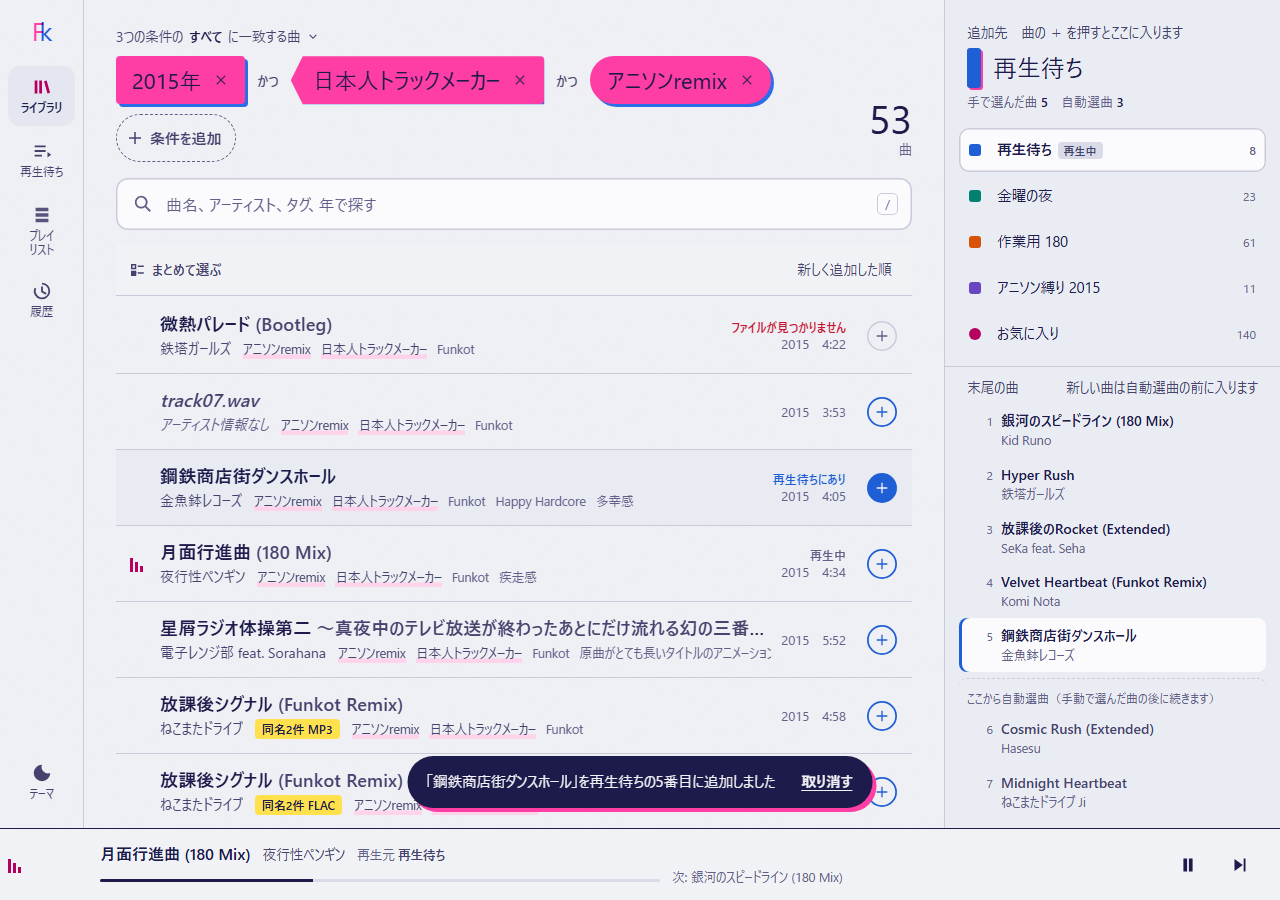 Fk
ライブラリ
再生待ち
プレイ
リスト
履歴
テーマ
3つの条件の すべて に一致する曲
2015年 × かつ 日本人トラックメーカー × かつ アニソンremix ×
+ 条件を追加
53
曲
曲名、アーティスト、タグ、年で探す /
まとめて選ぶ 新しく追加した順
微熱パレード (Bootleg) ファイルが見つかりません
鉄塔ガールズ アニソンremix 日本人トラックメーカー Funkot 2015 4:22
track07.wav
アーティスト情報なし アニソンremix 日本人トラックメーカー Funkot 2015 3:53
鋼鉄商店街ダンスホール 再生待ちにあり
金魚鉢レコーズ アニソンremix 日本人トラックメーカー Funkot Happy Hardcore 多幸感 2015 4:05
月面行進曲 (180 Mix) 再生中
夜行性ペンギン アニソンremix 日本人トラックメーカー Funkot 疾走感 2015 4:34
星屑ラジオ体操第二 ～真夜中のテレビ放送が終わったあとにだけ流れる幻の三番… 2015 5:52
電子レンジ部 feat. Sorahana アニソンremix 日本人トラックメーカー Funkot 原曲がとても長いタイトルのアニメーション
放課後シグナル (Funkot Remix) 2015 4:58
ねこまたドライブ 同名2件 MP3 アニソンremix 日本人トラックメーカー Funkot
放課後シグナル (Funkot Remix)
ねこまたドライブ 同名2件 FLAC アニソンremix
「鋼鉄商店街ダンスホール」を再生待ちの5番目に追加しました 取り消す
追加先 曲の + を押すとここに入ります
再生待ち
手で選んだ曲 5 自動選曲 3
再生待ち 再生中 8
金曜の夜 23
作業用 180 61
アニソン縛り 2015 11
お気に入り 140
末尾の曲 新しい曲は自動選曲の前に入ります
1 銀河のスピードライン (180 Mix)
Kid Runo
2 Hyper Rush
鉄塔ガールズ
3 放課後のRocket (Extended)
SeKa feat. Seha
4 Velvet Heartbeat (Funkot Remix)
Komi Nota
5 鋼鉄商店街ダンスホール
金魚鉢レコーズ
ここから自動選曲（手動で選んだ曲の後に続きます）
6 Cosmic Rush (Extended)
Hasesu
7 Midnight Heartbeat
ねこまたドライブ Ji
月面行進曲 (180 Mix) 夜行性ペンギン 再生元 再生待ち
次: 銀河のスピードライン (180 Mix)